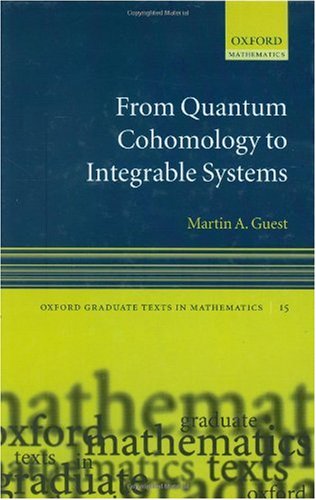 OXFORD
MATHEMATICS
From Quantum
Cohomology to
Integrable Systems
Martin A. Guest
OXFORD GRADUATE TEXTS IN MATHEMATICS | 15
mathematics
graduate
oxford
mathematics
texts
in
texts
graduate
oxford